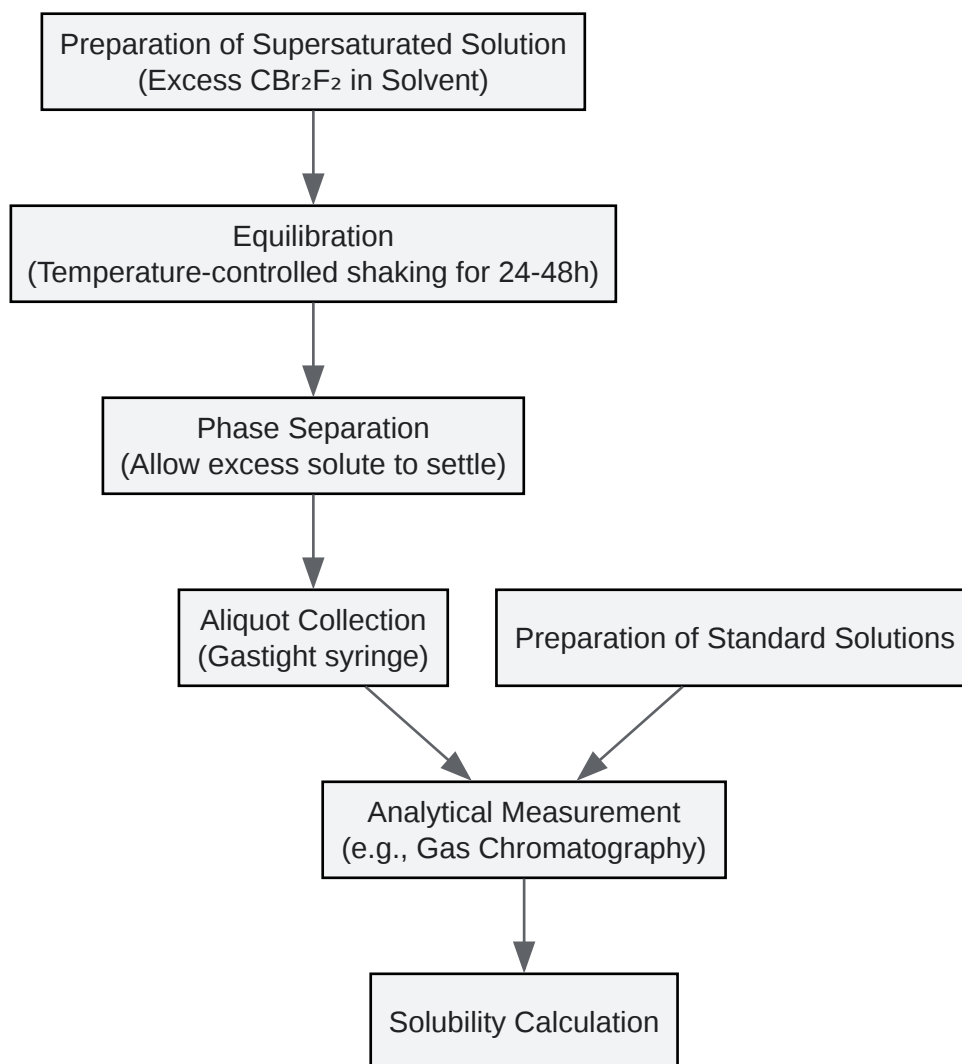 Preparation of Supersaturated Solution
(Excess CBr₂F₂ in Solvent)
Equilibration
(Temperature-controlled shaking for 24-48h)
Phase Separation
(Allow excess solute to settle)
Aliquot Collection
(Gastight syringe)
Preparation of Standard Solutions
Analytical Measurement
(e.g., Gas Chromatography)
Solubility Calculation